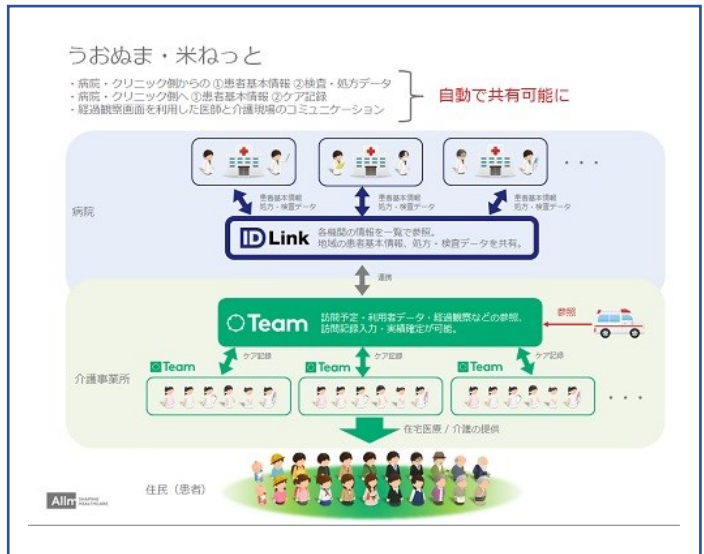 うおぬま・米ねっと
・病院・クリニック側からの ①患者基本情報 ②検査・処方データ
・病院・クリニック側へ ①患者基本情報 ②ケア記録
・経過観察画面を利用した医師と介護現場のコミュニケーション
自動で共有可能に
・・・
患者基本情報
処方・検査データ
患者基本情報
処方・検査データ
患者基本情報
処方・検査データ
病院
ID Link
各機関の情報を一覧で参照。
地域の患者基本情報、処方・検査データを共有。
連携
Team
訪問予定・利用者データ・経過観察などの参照、
訪問記録入力・実績確定が可能。
参照
Team
ケア記録
Team
ケア記録
Team
ケア記録
介護事業所
・・・
在宅医療 / 介護の提供
住民（患者）
Allm SHAPING
HEALTHCARE